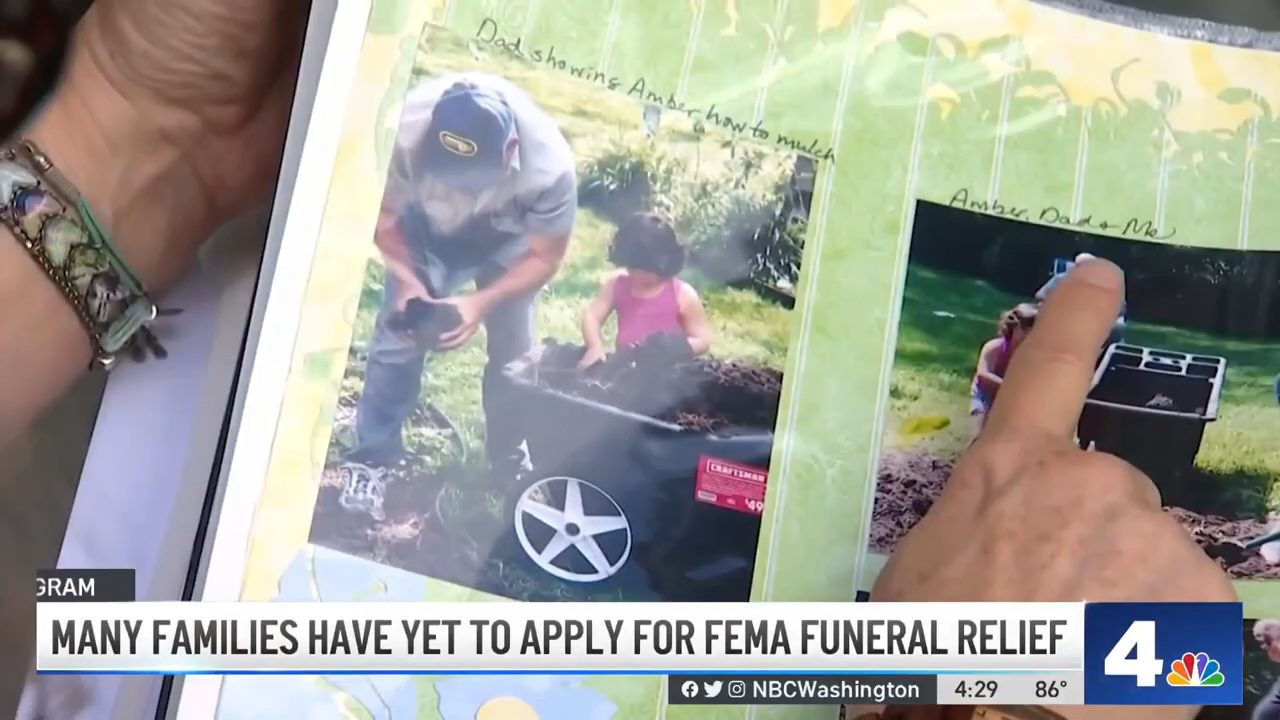 Dad showing Amber how to mulch
Amber, Dad & Me
CRAFTSMAN
$49
GRAM
MANY FAMILIES HAVE YET TO APPLY FOR FEMA FUNERAL RELIEF
4
NBCWashington
4:29
86°